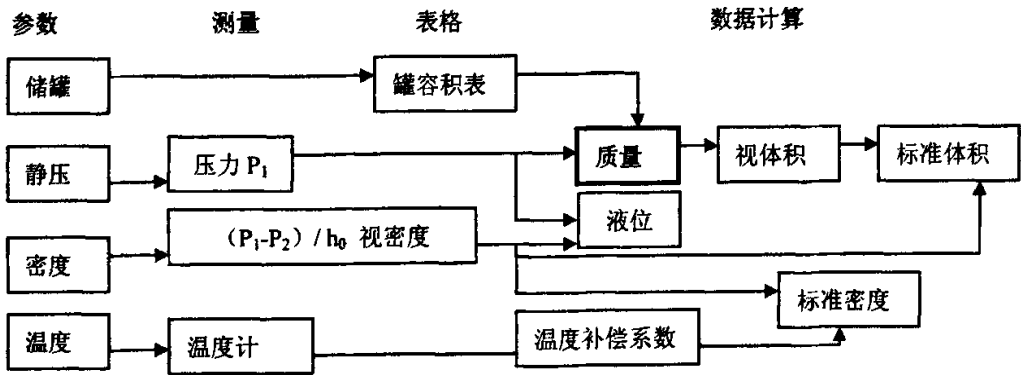 参数 测量 表格 数据计算
储罐 罐容积表
静压 压力 P₁ 质量 视体积 标准体积
液位
密度 （P₁-P₂）/ h₀ 视密度
标准密度
温度 温度计 温度补偿系数